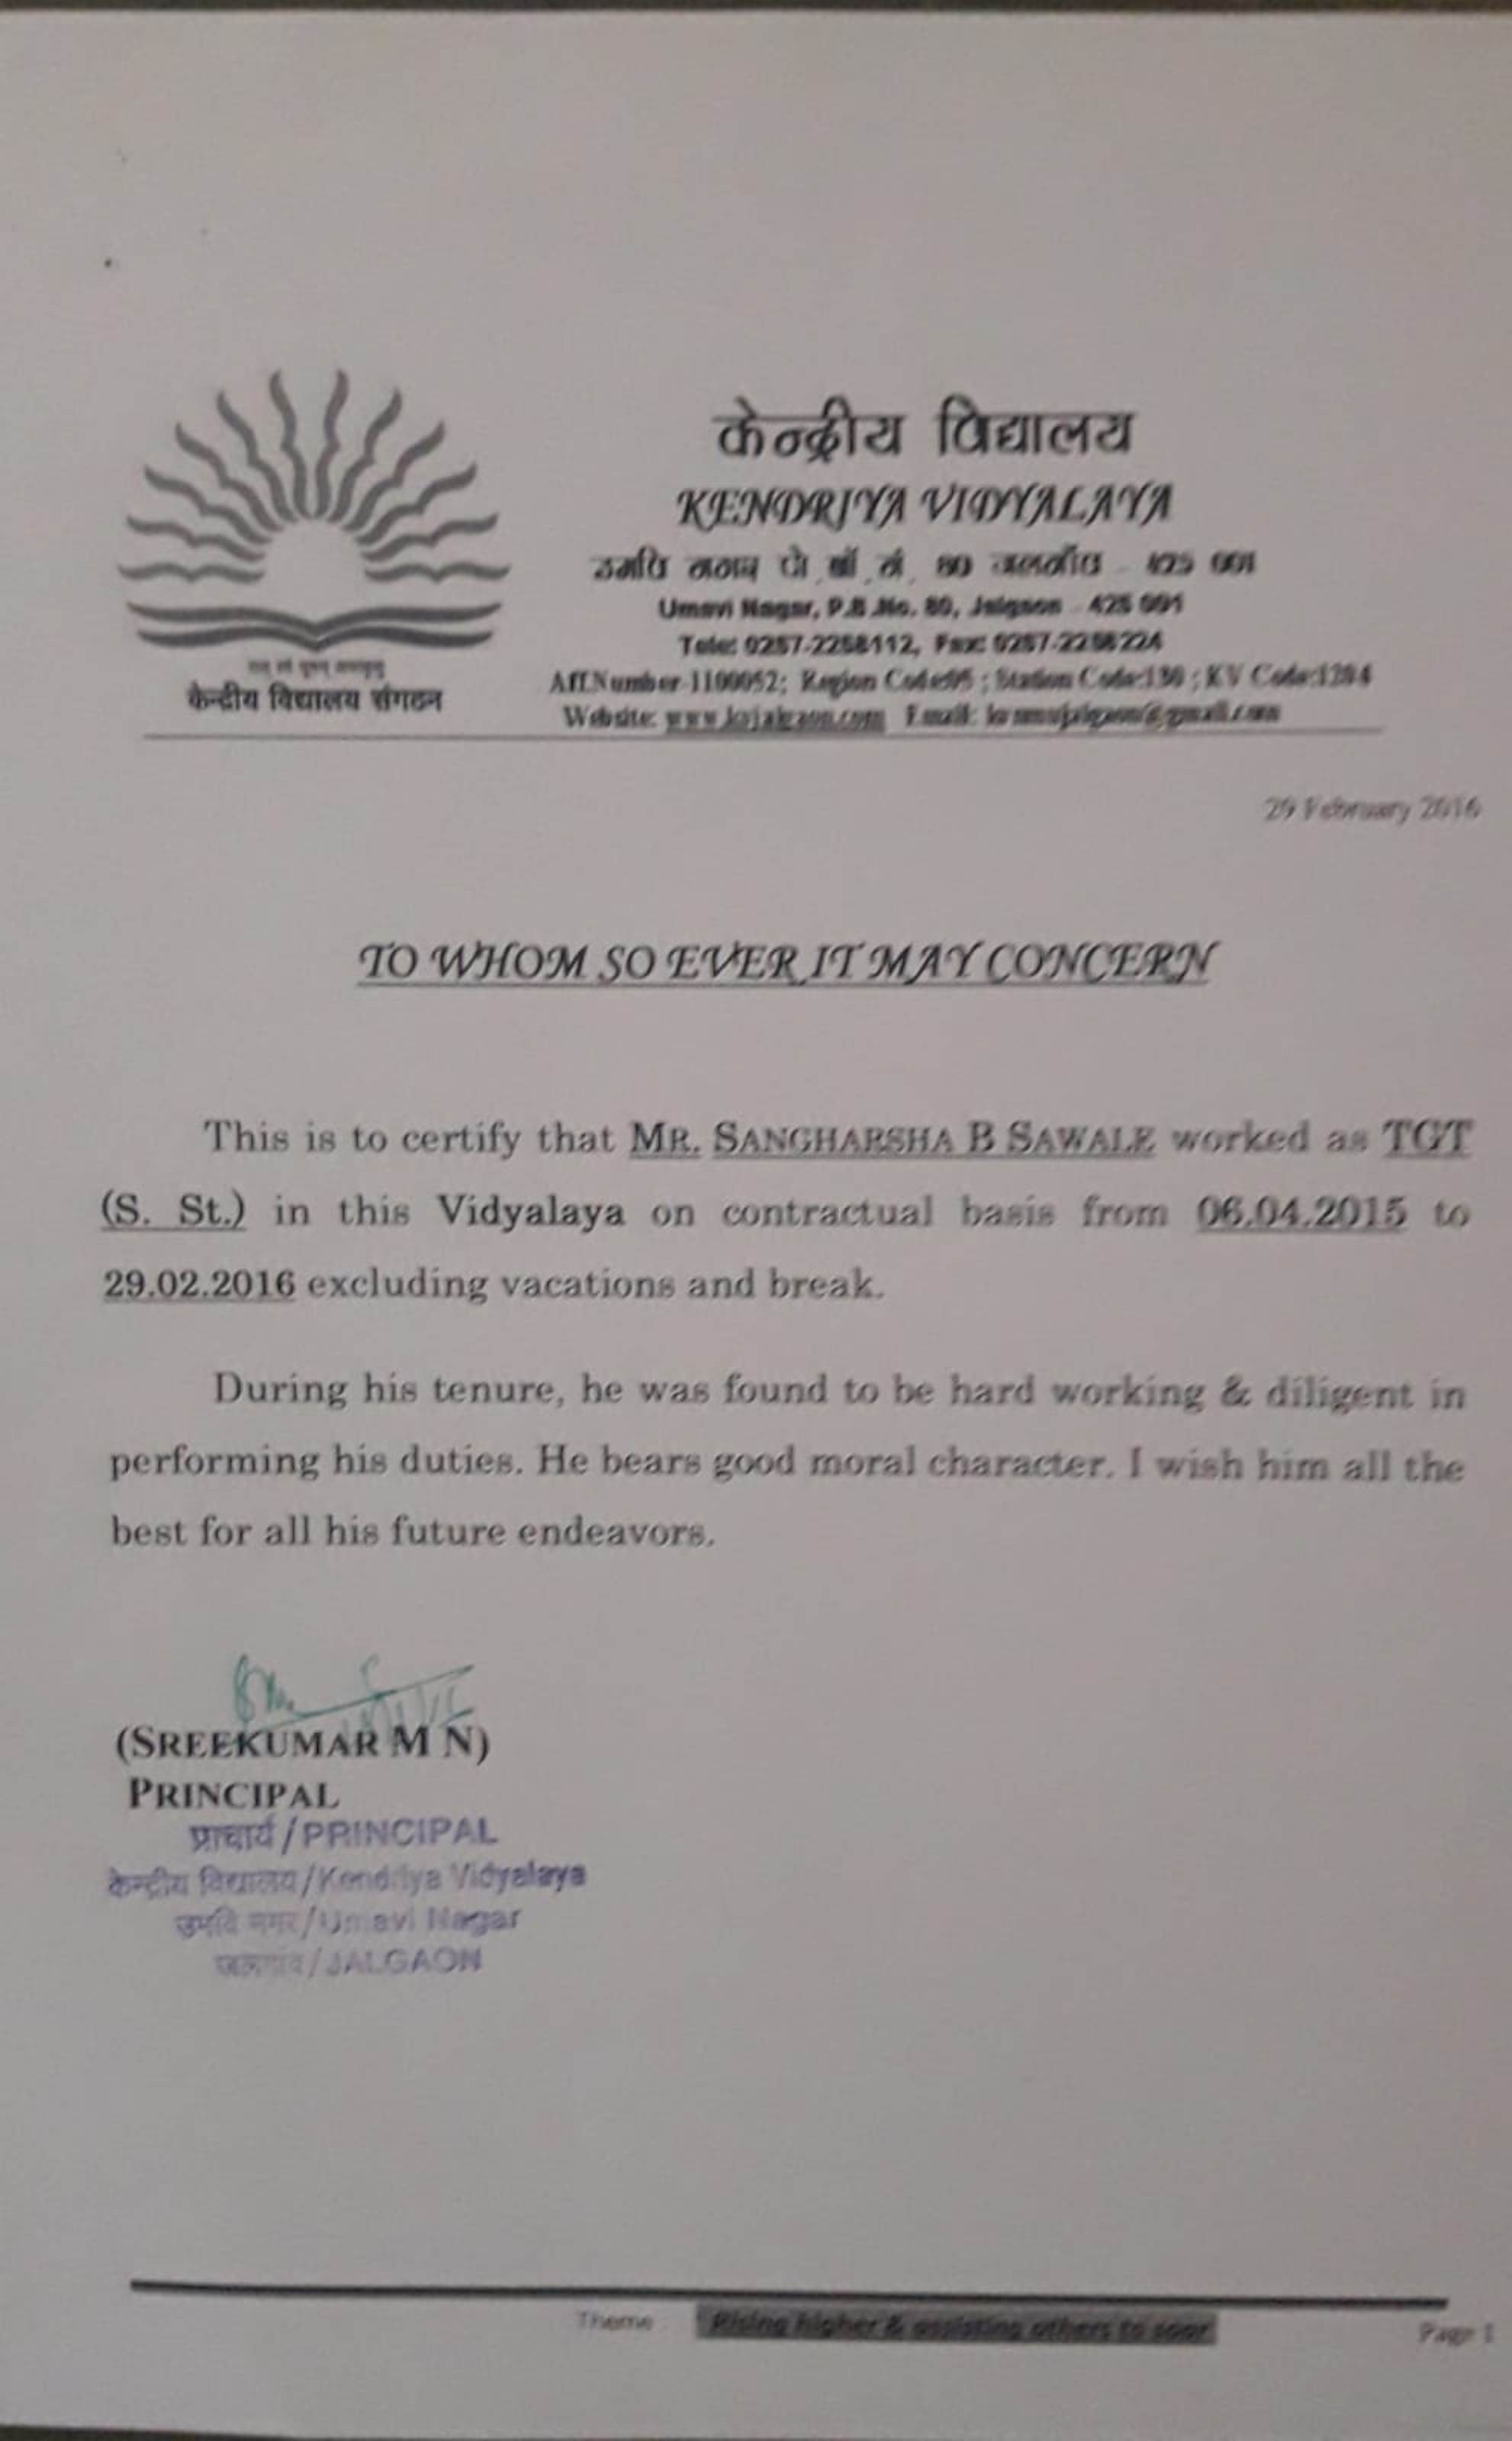 केन्द्रीय विद्यालय
KENDRIYA VIDYALAYA
उमवि नगर पो बॉ नं 80 जलगाँव - 425 001
Umavi Nagar, P.B.No. 80, Jalgaon - 425 001
Tele: 0257-2258112, Fax: 0257-2258224
Aff.Number-1100052; Region Code:05 ; Station Code:130 ; KV Code:1284
Website: www.kvjalgaon.com Email:
केन्द्रीय विद्यालय संगठन
29 February 2016
TO WHOM SO EVER IT MAY CONCERN
This is to certify that MR. SANGHARSHA B SAWALE worked as TGT
(S. St.) in this Vidyalaya on contractual basis from 06.04.2015 to
29.02.2016 excluding vacations and break.
During his tenure, he was found to be hard working & diligent in
performing his duties. He bears good moral character. I wish him all the
best for all his future endeavors.
(SREEKUMAR M N)
PRINCIPAL
प्राचार्य/PRINCIPAL
केन्द्रीय विद्यालय/Kendriya Vidyalaya
उमवि नगर/Umavi Nagar
जलगांव/JALGAON
Theme Rising higher & assisting others to soar Page 1